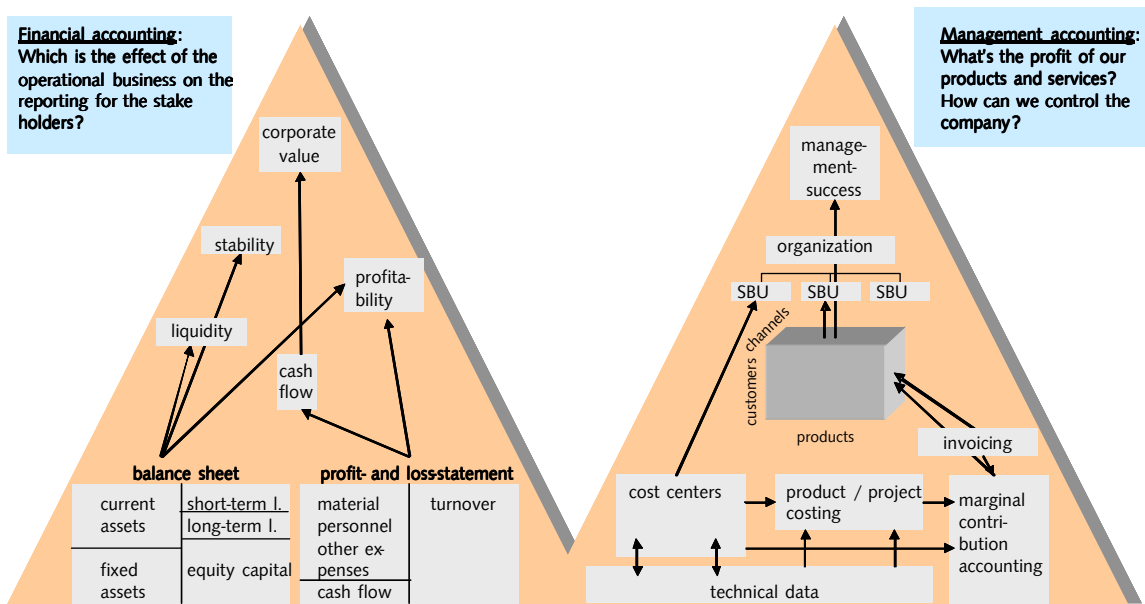 Financial accounting:
Which is the effect of the
operational business on the
reporting for the stake
holders?
corporate
value
stability
profita-
bility
liquidity
cash
flow
balance sheet
profit- and loss-statement
current
assets
short-term l.
long-term l.
fixed
assets
equity capital
material
personnel
other ex-
penses
cash flow
turnover
Management accounting:
What's the profit of our
products and services?
How can we control the
company?
manage-
ment-
success
organization
SBU
SBU
SBU
customers
channels
products
invoicing
cost centers
product / project
costing
marginal
contri-
bution
accounting
technical data